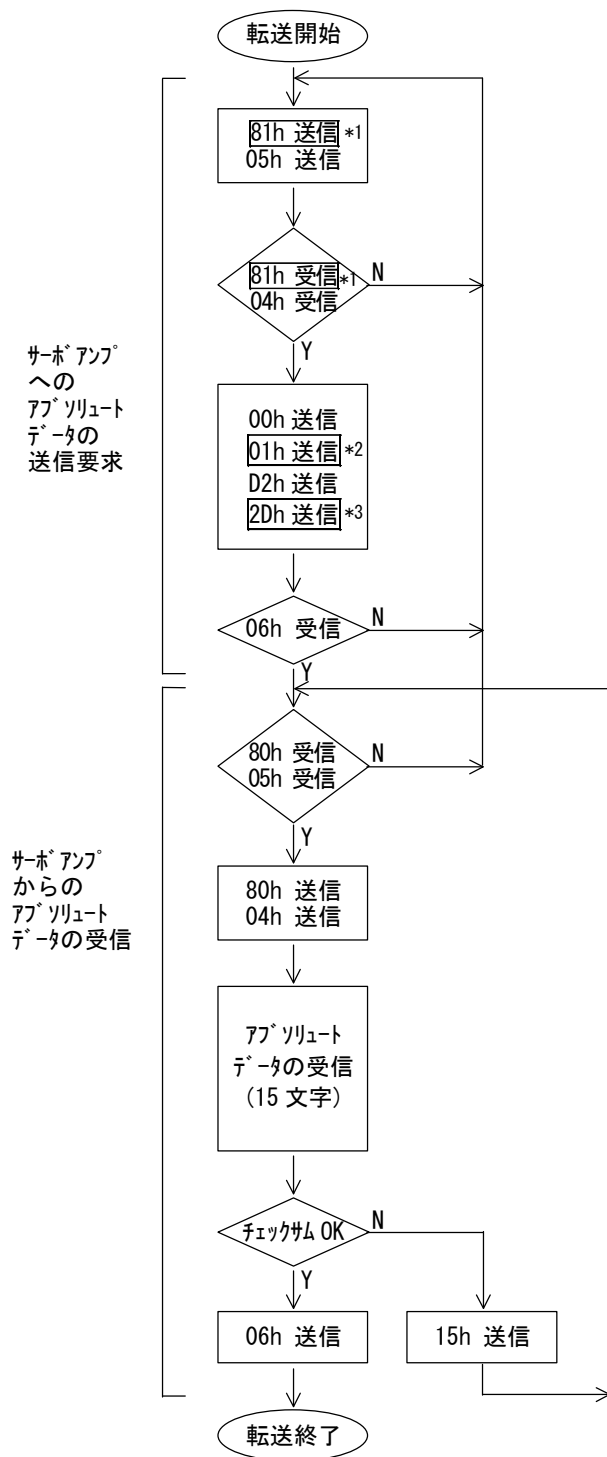 転送開始
81h 送信 *1
05h 送信
81h 受信 *1
N
04h 受信
Y
サーボアンプ
への
アブソリュート
データの
送信要求
00h 送信
01h 送信 *2
D2h 送信
2Dh 送信 *3
06h 受信
N
Y
80h 受信
N
05h 受信
Y
サーボアンプ
からの
アブソリュート
データの受信
80h 送信
04h 送信
アブソリュート
データの受信
(15 文字)
チェックサム OK
N
Y
06h 送信
15h 送信
転送終了